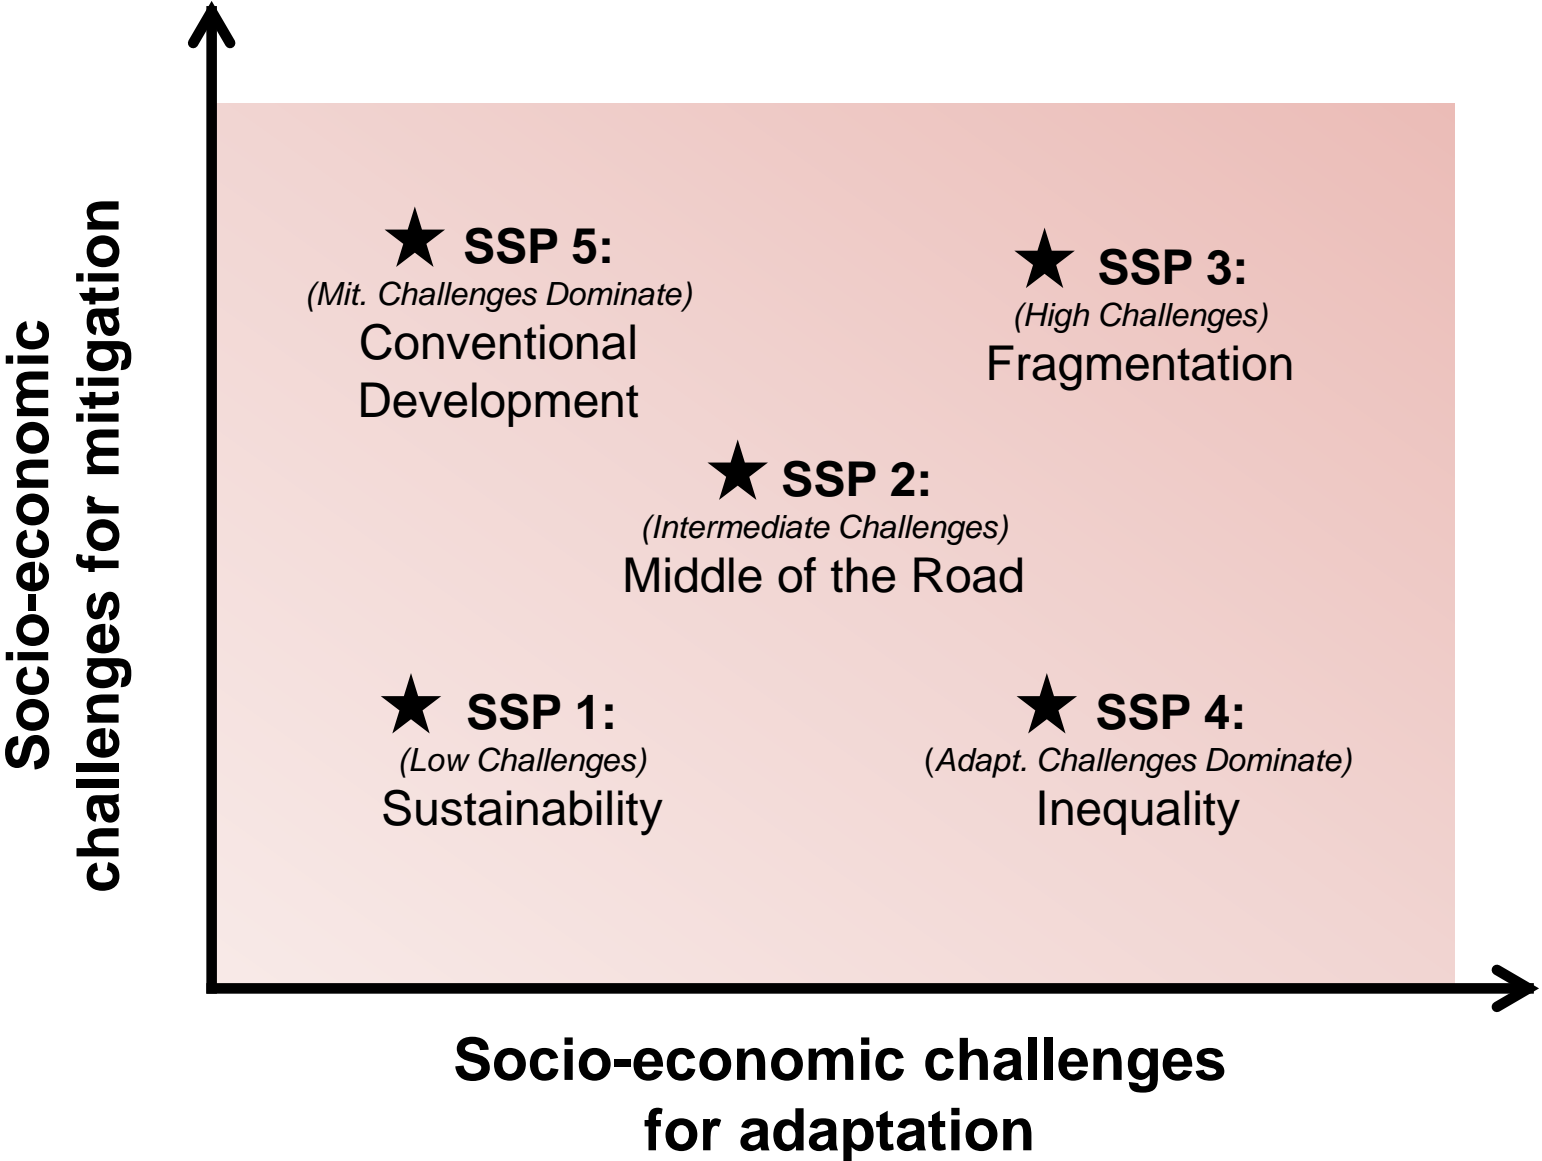 Socio-economic
challenges for mitigation
SSP 5:
(Mit. Challenges Dominate)
Conventional
Development
SSP 3:
(High Challenges)
Fragmentation
SSP 2:
(Intermediate Challenges)
Middle of the Road
SSP 1:
(Low Challenges)
Sustainability
SSP 4:
(Adapt. Challenges Dominate)
Inequality
Socio-economic challenges
for adaptation